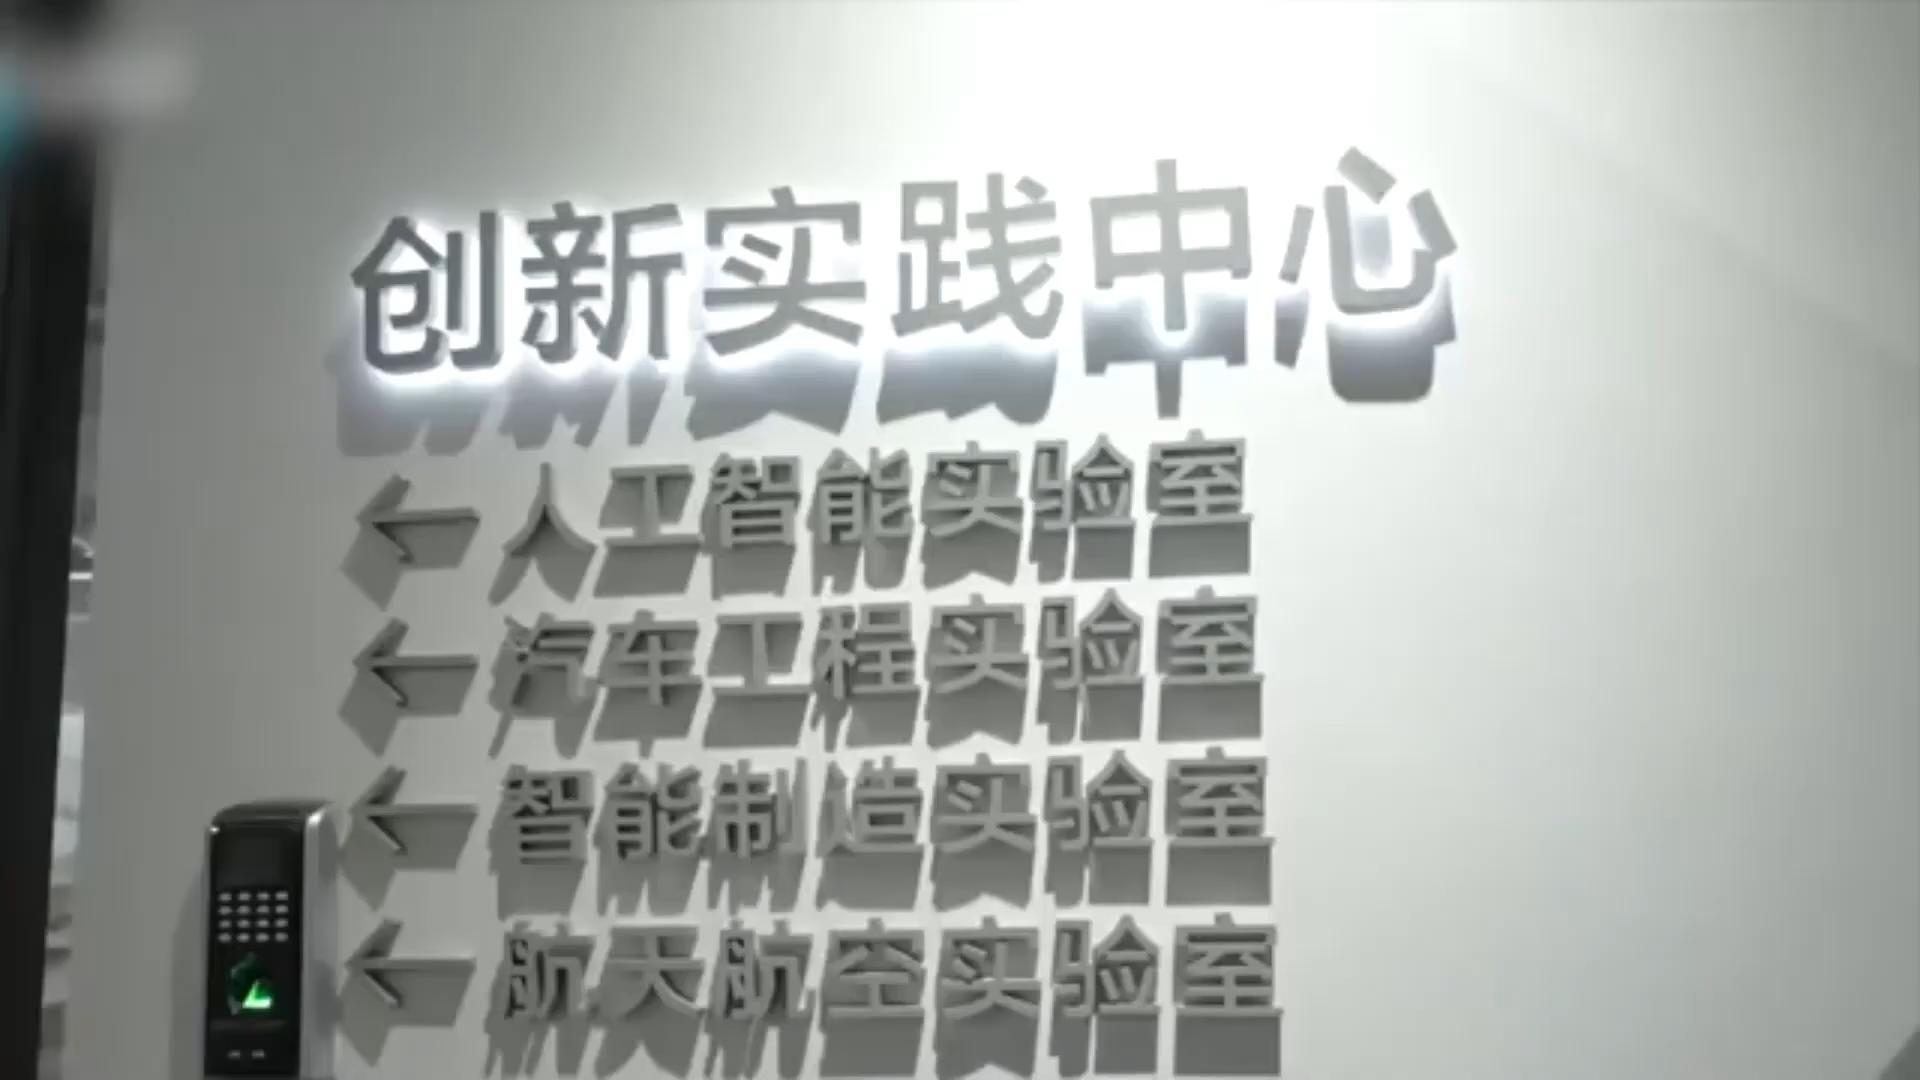 创新实践中心
← 人工智能实验室
← 汽车工程实验室
← 智能制造实验室
← 航天航空实验室